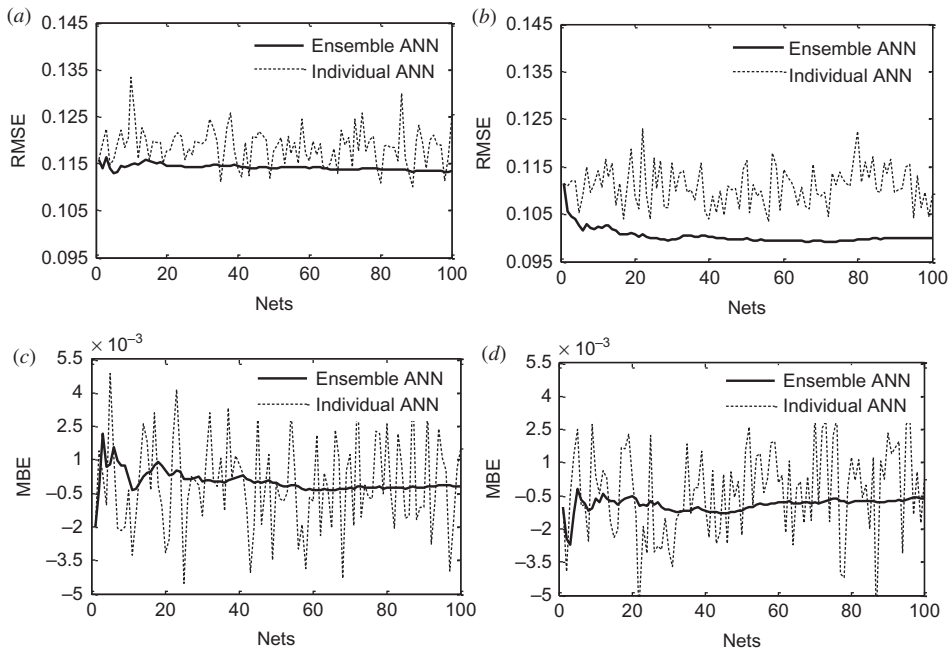 (a)
0.145
0.135
0.125
0.115
0.105
0.095
RMSE
Ensemble ANN
Individual ANN
0 20 40 60 80 100
Nets
(b)
0.145
0.135
0.125
0.115
0.105
0.095
RMSE
Ensemble ANN
Individual ANN
0 20 40 60 80 100
Nets
(c)
× 10−3
5.5
4
2.5
1
−0.5
−2
−3.5
−5
MBE
Ensemble ANN
Individual ANN
0 20 40 60 80 100
Nets
(d)
× 10−3
5.5
4
2.5
1
−0.5
−2
−3.5
−5
MBE
Ensemble ANN
Individual ANN
0 20 40 60 80 100
Nets